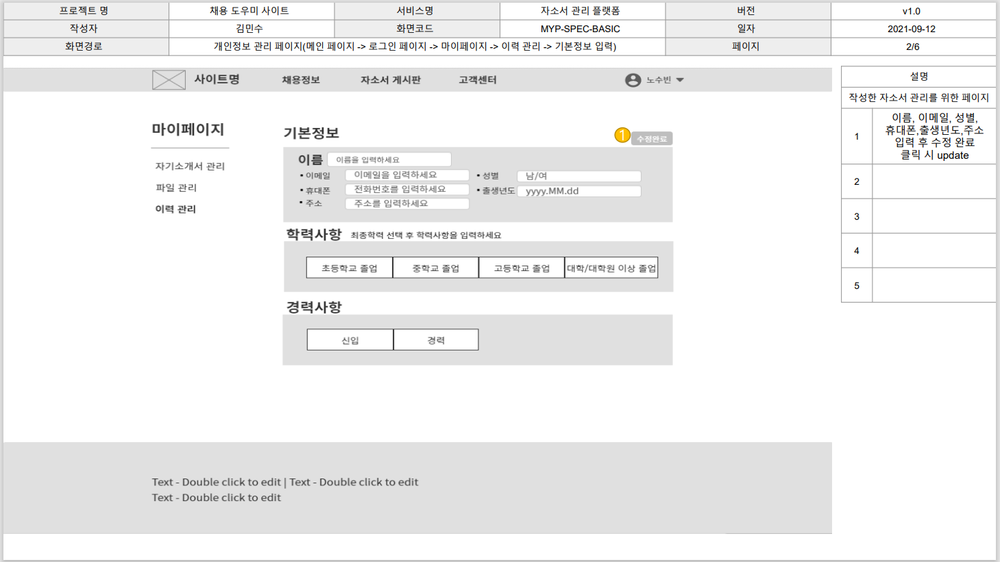 프로젝트 명 채용 도우미 사이트 서비스명 자소서 관리 플랫폼 버전 v1.0
작성자 김민수 화면코드 MYP-SPEC-BASIC 일자 2021-09-12
화면경로 개인정보 관리 페이지(메인 페이지 -> 로그인 페이지 -> 마이페이지 -> 이력 관리 -> 기본정보 입력) 페이지 2/6
사이트명 채용정보 자소서 게시판 고객센터 노수빈
마이페이지
자기소개서 관리
파일 관리
이력 관리
기본정보 1 수정완료
이름 이름을 입력하세요
• 이메일 이메일을 입력하세요 • 성별 남/여
• 휴대폰 전화번호를 입력하세요 • 출생년도 yyyy.MM.dd
• 주소 주소를 입력하세요
학력사항 최종학력 선택 후 학력사항을 입력하세요
초등학교 졸업 중학교 졸업 고등학교 졸업 대학/대학원 이상 졸업
경력사항
신입 경력
Text - Double click to edit | Text - Double click to edit
Text - Double click to edit
설명
작성한 자소서 관리를 위한 페이지
1 이름, 이메일, 성별,
휴대폰,출생년도,주소
입력 후 수정 완료
클릭 시 update
2
3
4
5